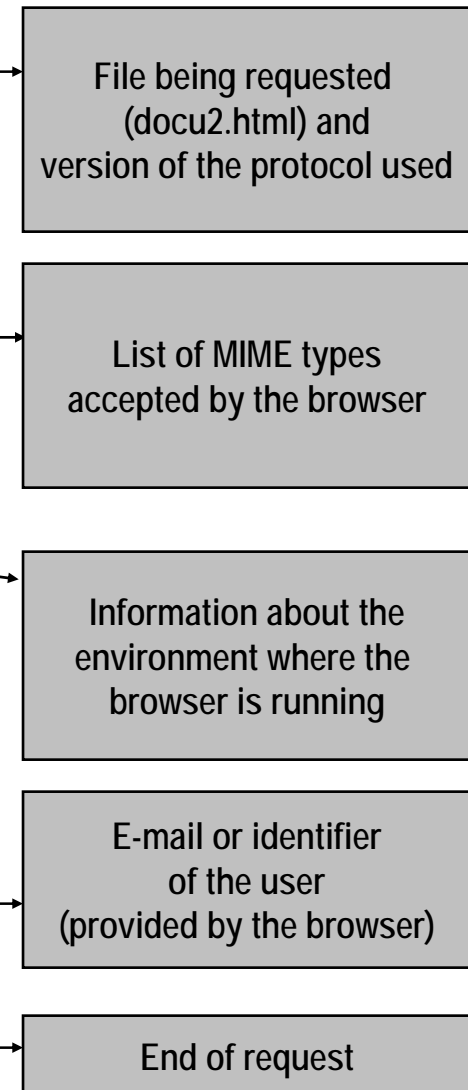 File being requested
(docu2.html) and
version of the protocol used
List of MIME types
accepted by the browser
Information about the
environment where the
browser is running
E-mail or identifier
of the user
(provided by the browser)
End of request